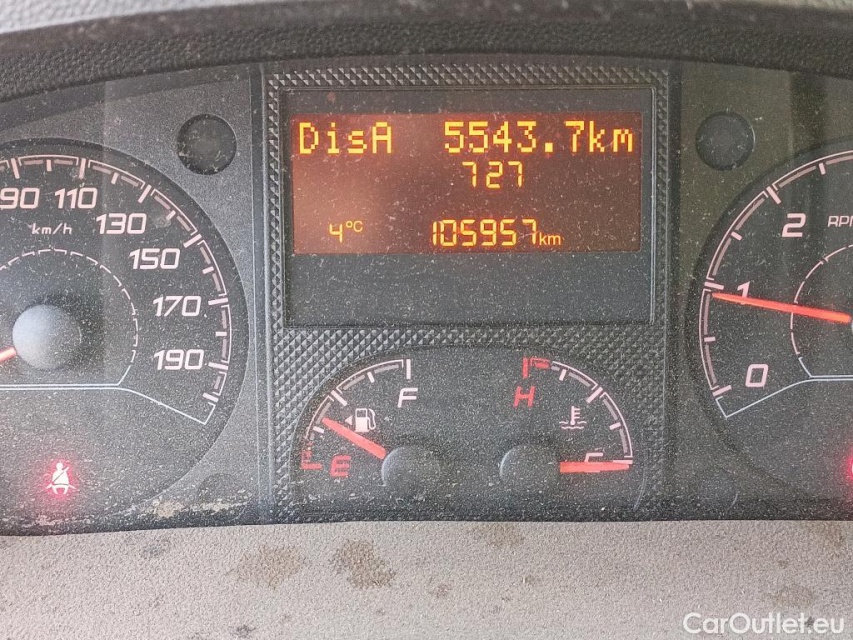 DisA 5543.7km
727
4°C 105957km
90 110 130 150 170 190
km/h
2 1 0
RPM
F E
H C
CarOutlet.eu